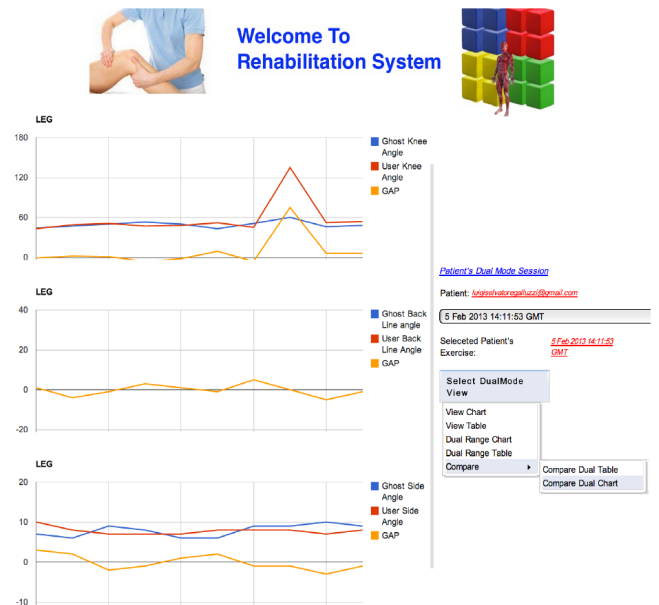 Welcome To
Rehabilitation System
LEG
180
120
60
0
Ghost Knee
Angle
User Knee
Angle
GAP
LEG
40
20
0
-20
Ghost Back
Line angle
User Back
Line Angle
GAP
LEG
20
10
0
-10
Ghost Side
Angle
User Side
Angle
GAP
Patient's Dual Mode Session
Patient: luigiselvatoregalluzzi@gmail.com
5 Feb 2013 14:11:53 GMT
Seleceted Patient's
Exercise:
5 Feb 2013 14:11:53
GMT
Select DualMode
View
View Chart
View Table
Dual Range Chart
Dual Range Table
Compare
Compare Dual Table
Compare Dual Chart